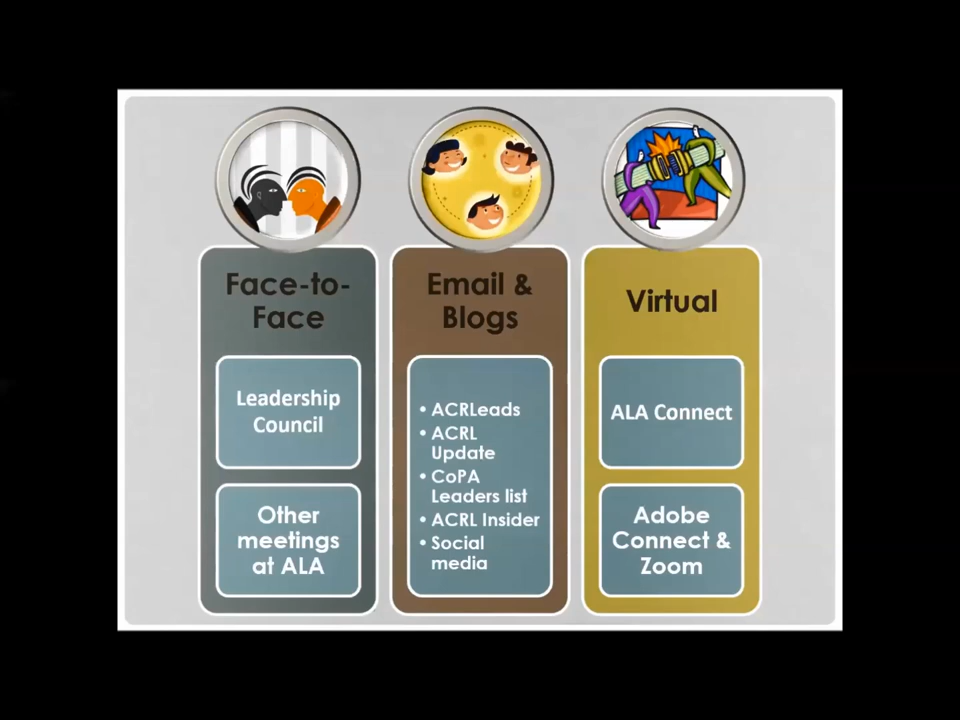 Face-to-
Face
Leadership
Council
Other
meetings
at ALA
Email &
Blogs
• ACRLeads
• ACRL
Update
• CoPA
Leaders list
• ACRL Insider
• Social
media
Virtual
ALA Connect
Adobe
Connect &
Zoom